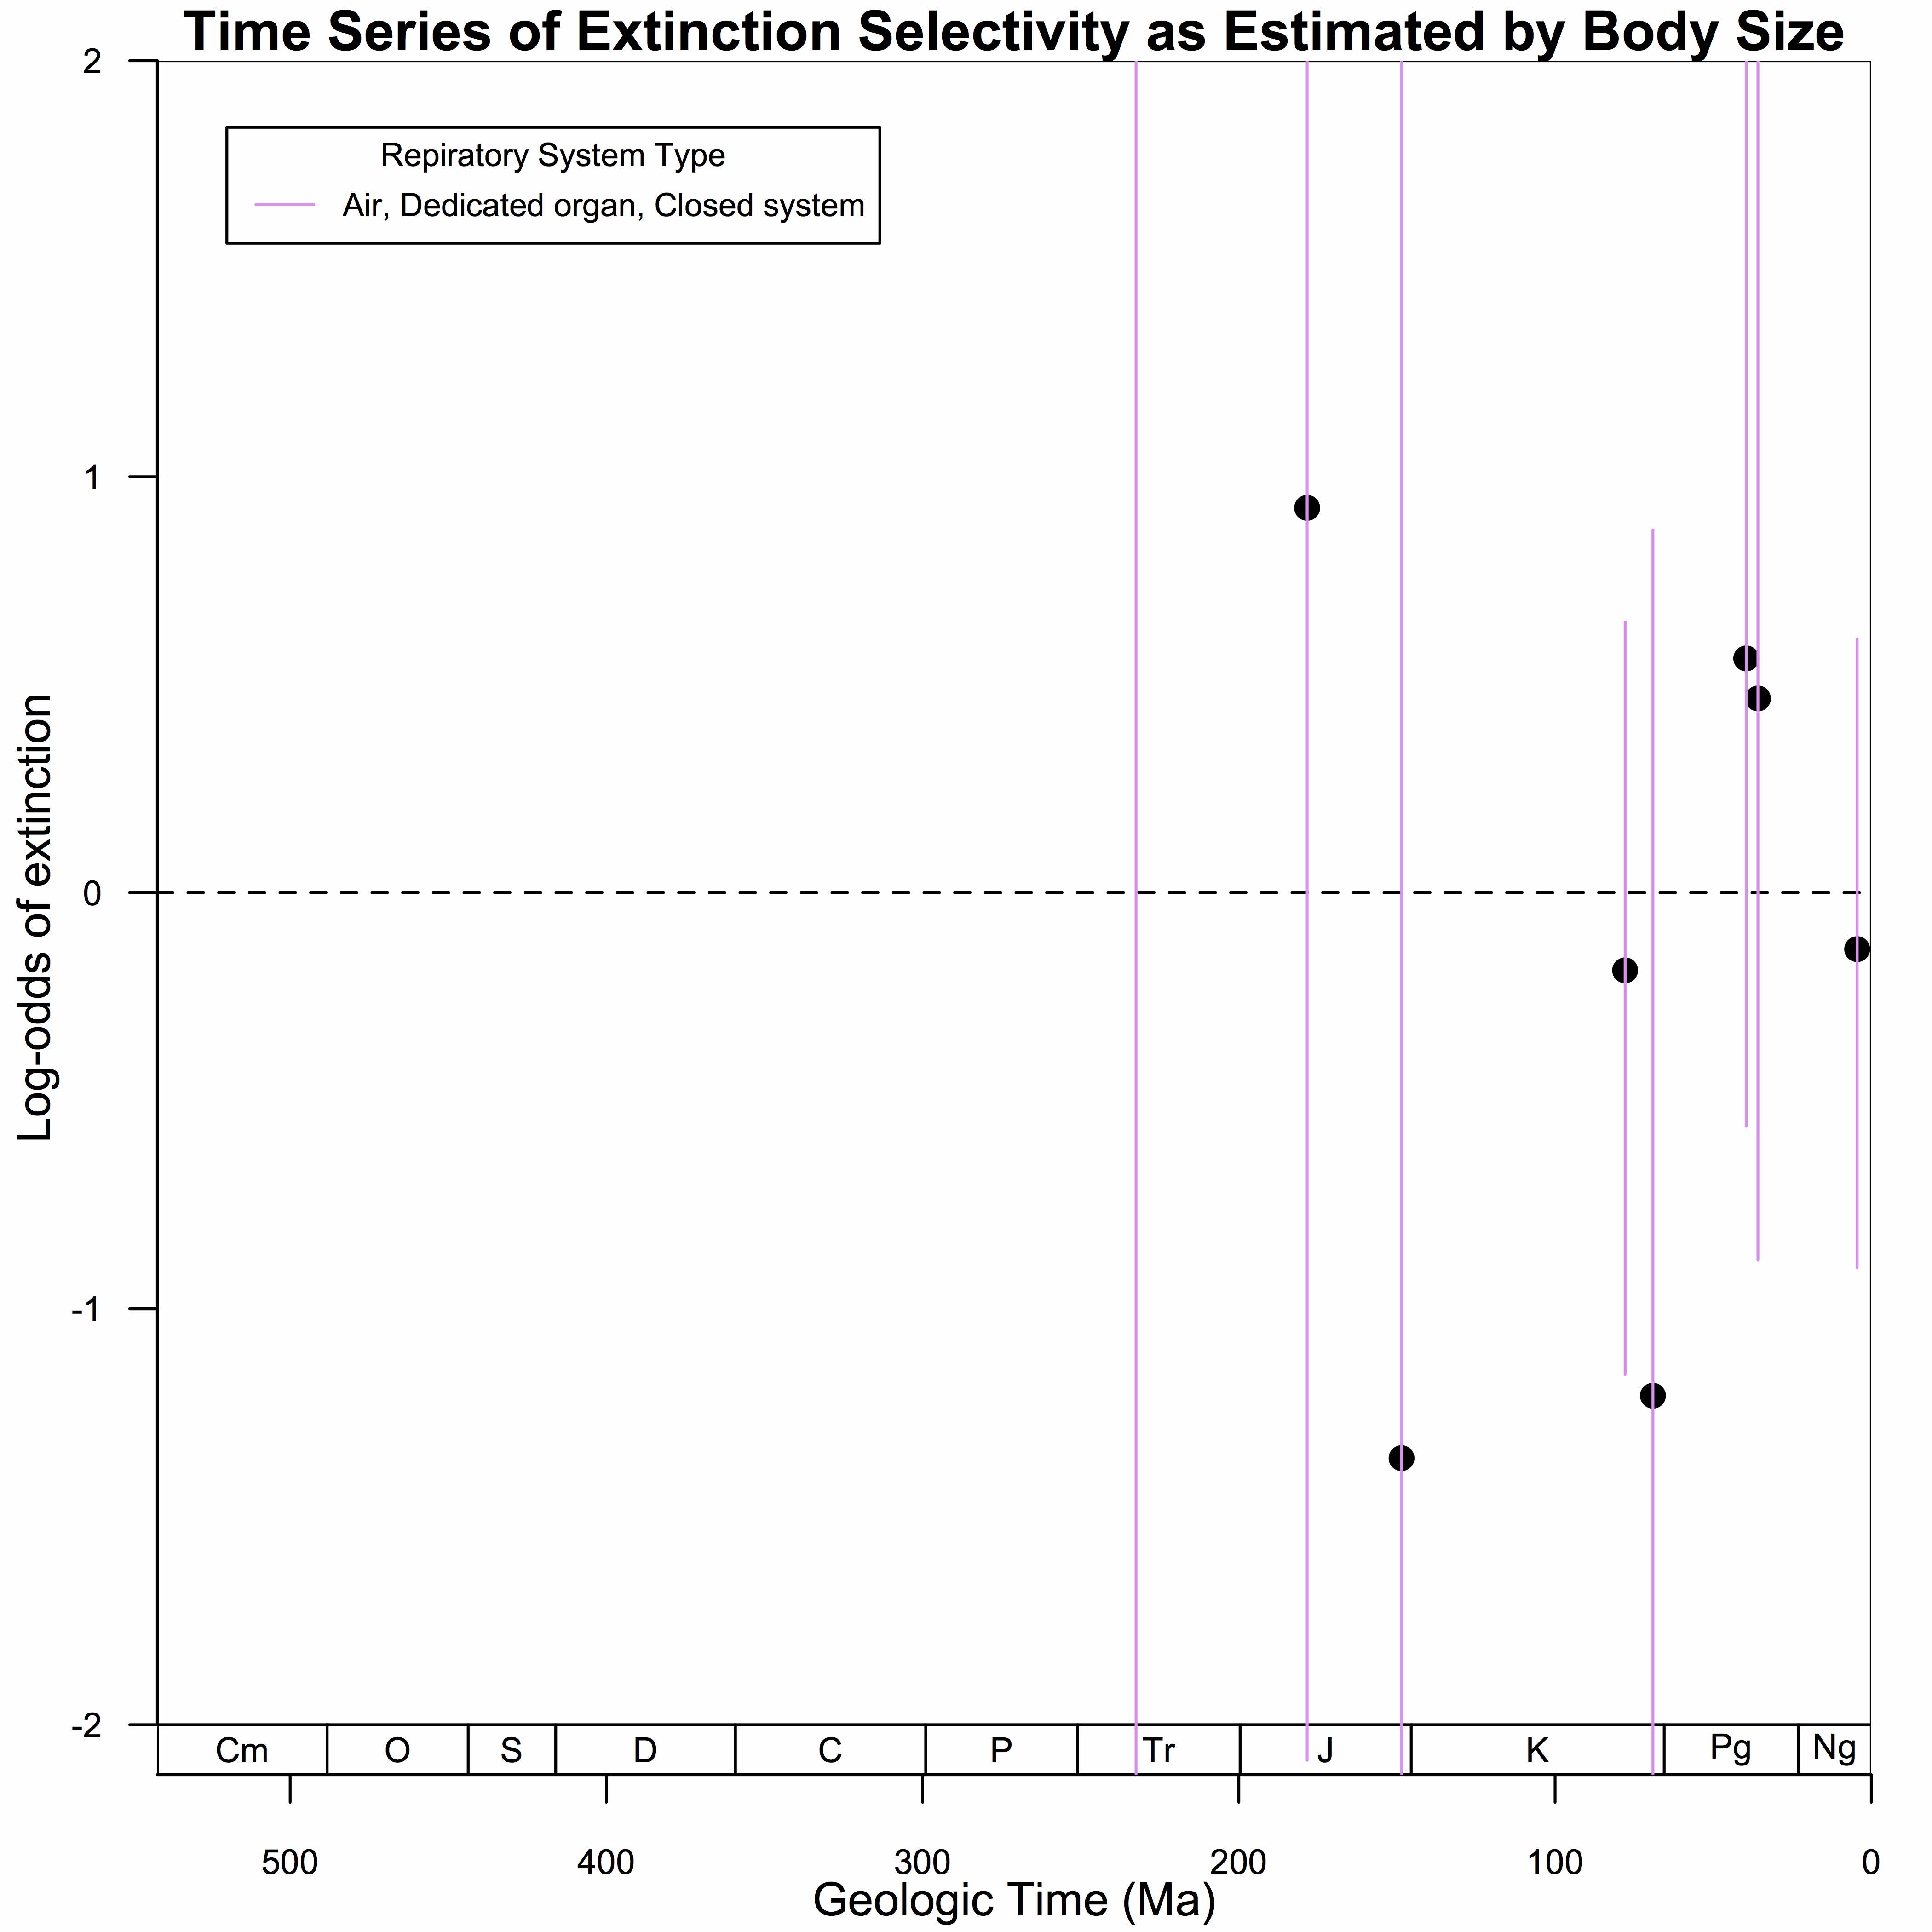 Time Series of Extinction Selectivity as Estimated by Body Size
2
Repiratory System Type
Air, Dedicated organ, Closed system
1
0
-1
-2
Log-odds of extinction
Cm O S D C P Tr J K Pg Ng
500 400 300 200 100 0
Geologic Time (Ma)